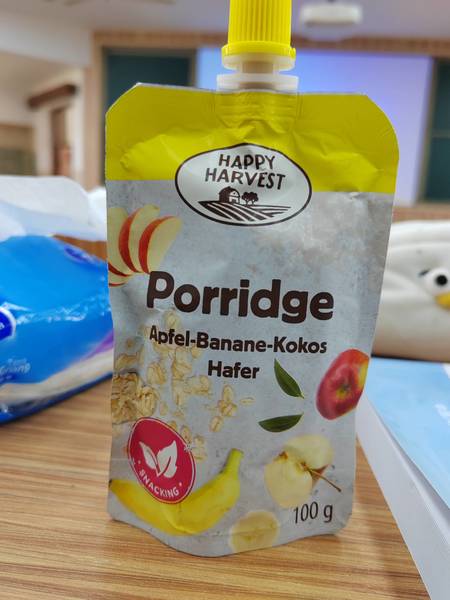 HAPPY
HARVEST
Porridge
Apfel-Banane-Kokos
Hafer
SNACKING
100 g